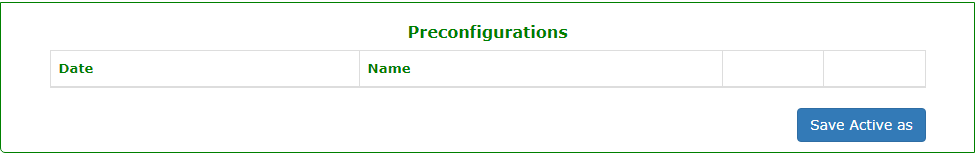 Preconfigurations
Date Name
Save Active as